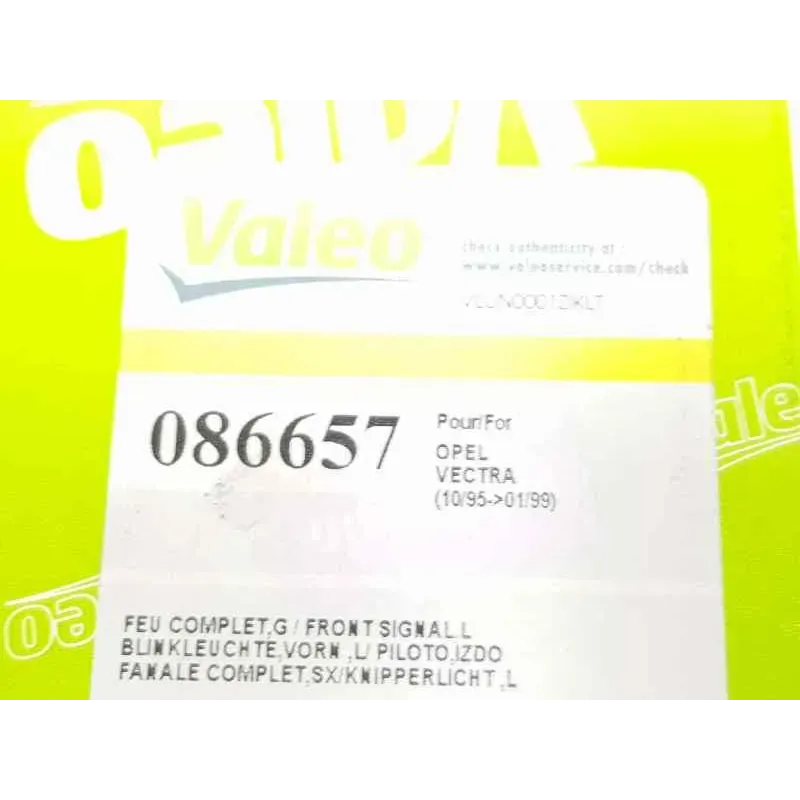 Valeo
check authenticity at :
www.valeoservice.com/check
086657
Pour/For
OPEL
VECTRA
(10/95->01/99)
FEU COMPLET,G / FRONT SIGNAL,L
BLINKLEUCHTE,VORN ,L/ PILOTO,IZDO
FANALE COMPLET,SX/KNIPPERLICHT ,L